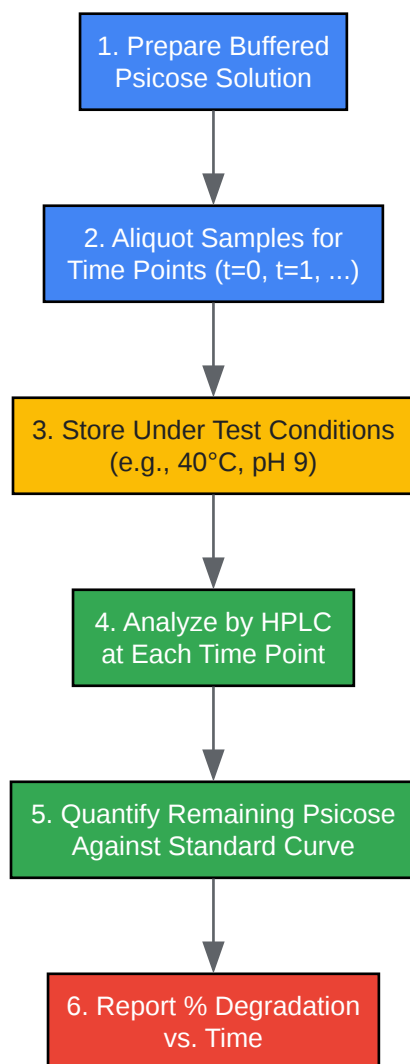 1. Prepare Buffered
Psicose Solution
2. Aliquot Samples for
Time Points (t=0, t=1, ...)
3. Store Under Test Conditions
(e.g., 40°C, pH 9)
4. Analyze by HPLC
at Each Time Point
5. Quantify Remaining Psicose
Against Standard Curve
6. Report % Degradation
vs. Time